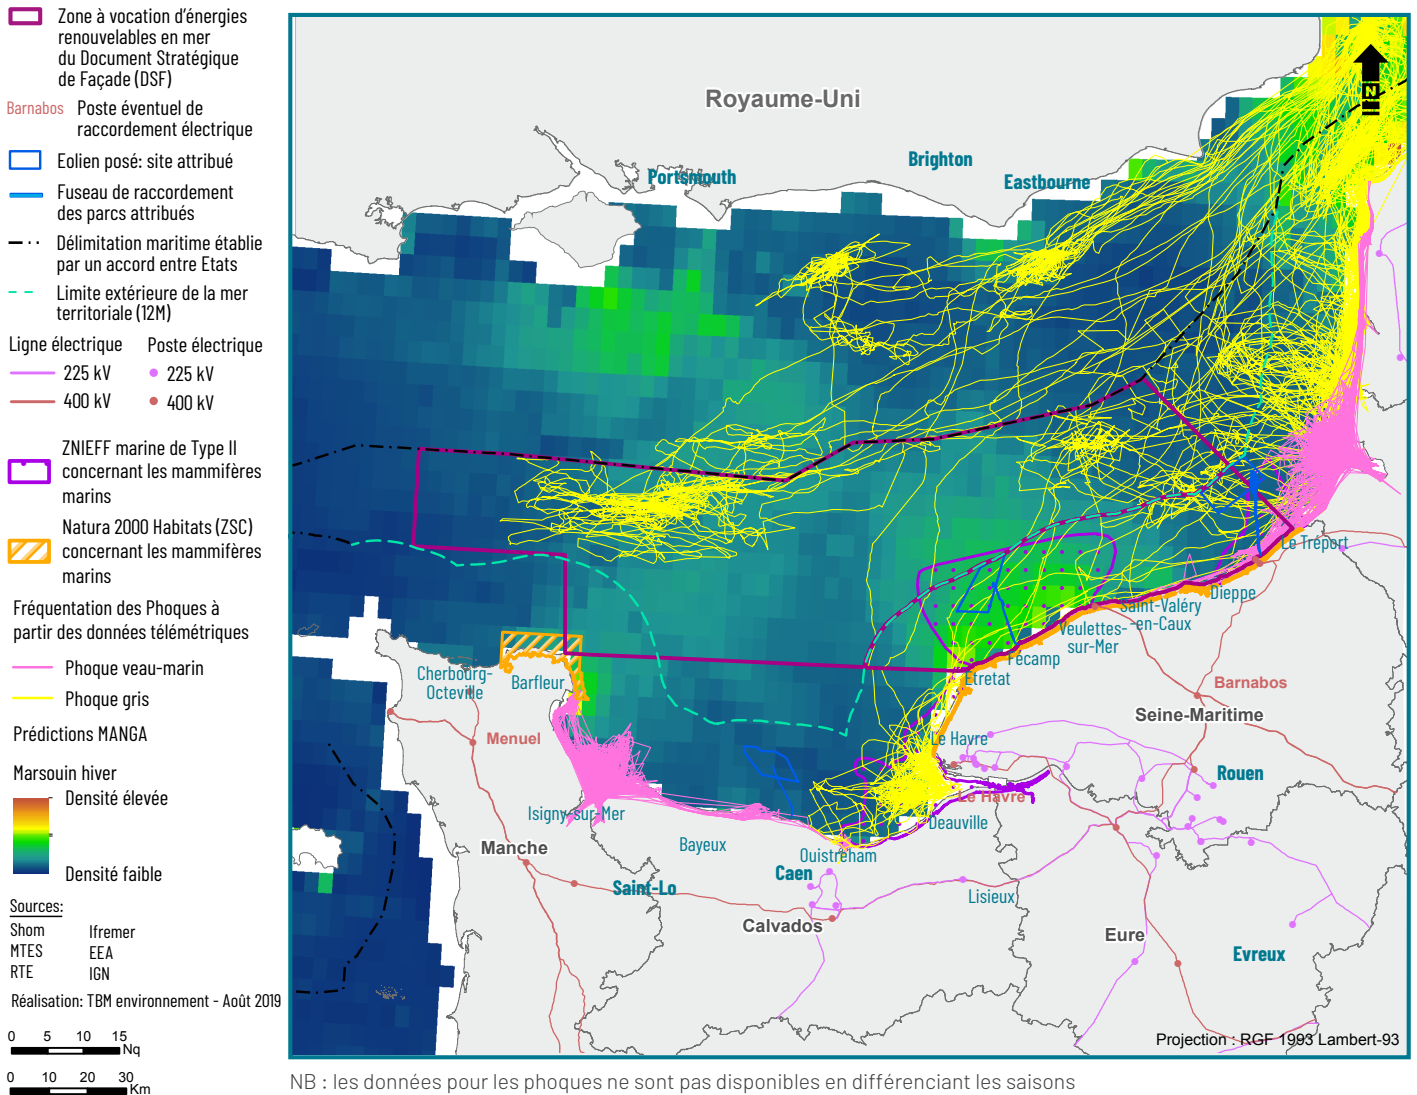 Zone à vocation d'énergies
renouvelables en mer
du Document Stratégique
de Façade (DSF)
Barnabos Poste éventuel de
raccordement électrique
Eolien posé: site attribué
Fuseau de raccordement
des parcs attribués
Délimitation maritime établie
par un accord entre Etats
Limite extérieure de la mer
territoriale (12M)
Ligne électrique Poste électrique
225 kV 225 kV
400 kV 400 kV
ZNIEFF marine de Type II
concernant les mammifères
marins
Natura 2000 Habitats (ZSC)
concernant les mammifères
marins
Fréquentation des Phoques à
partir des données télémétriques
Phoque veau-marin
Phoque gris
Prédictions MANGA
Marsouin hiver
Densité élevée
Densité faible
Sources:
Shom Ifremer
MTES EEA
RTE IGN
Réalisation: TBM environnement - Août 2019
0 5 10 15
Nq
0 10 20 30
Km
N
Royaume-Uni
Brighton
Portsmouth
Eastbourne
Le Tréport
Dieppe
Saint-Valéry
-en-Caux
Veulettes-
sur-Mer
Fécamp
Etretat
Cherbourg-
Octeville
Barfleur
Barnabos
Seine-Maritime
Menuel
Le Havre
Rouen
Le Havre
Isigny-sur-Mer
Deauville
Bayeux
Manche
Ouistreham
Caen
Saint-Lo
Lisieux
Calvados
Eure
Evreux
Projection : RGF 1993 Lambert-93
NB : les données pour les phoques ne sont pas disponibles en différenciant les saisons